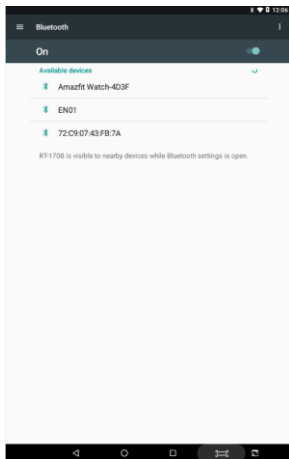 12:06
Bluetooth
On
Available devices
Amazfit Watch-4D3F
EN01
72:C9:07:43:FB:7A
RT-1708 is visible to nearby devices while Bluetooth settings is open.